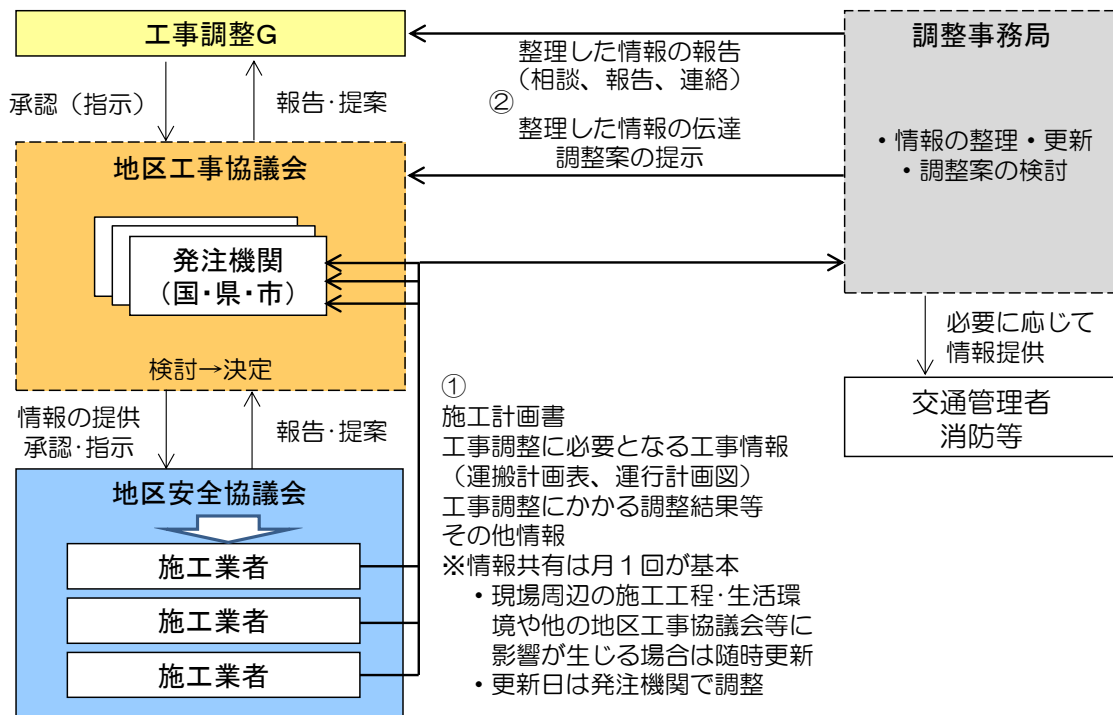 工事調整G
調整事務局
整理した情報の報告
（相談、報告、連絡）
②
整理した情報の伝達
調整案の提示
・情報の整理・更新
・調整案の検討
承認（指示）
報告･提案
地区工事協議会
発注機関
（国･県･市）
検討→決定
必要に応じて
情報提供
交通管理者
消防等
情報の提供
承認･指示
報告･提案
①
施工計画書
工事調整に必要となる工事情報
（運搬計画表、運行計画図）
工事調整にかかる調整結果等
その他情報
※情報共有は月１回が基本
・現場周辺の施工工程･生活環
境や他の地区工事協議会等に
影響が生じる場合は随時更新
・更新日は発注機関で調整
地区安全協議会
施工業者
施工業者
施工業者